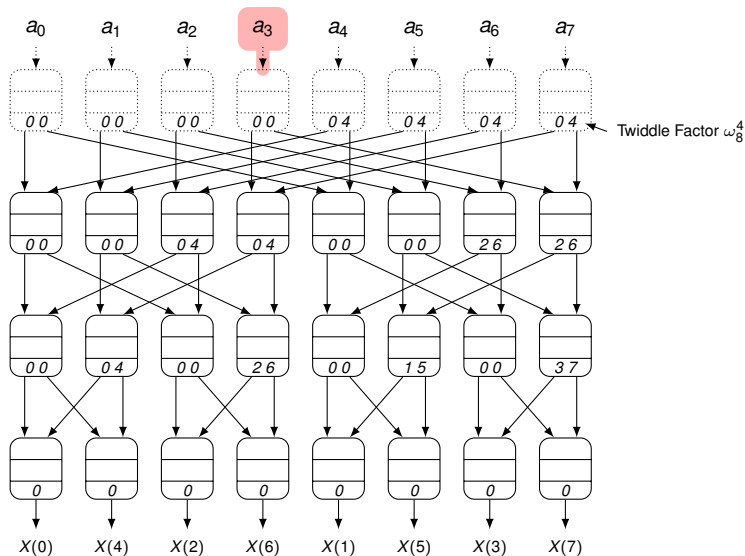 a₀ a₁ a₂ a₃ a₄ a₅ a₆ a₇
0 0 0 0 0 0 0 0 0 4 0 4 0 4 0 4
Twiddle Factor ω₈⁴
0 0 0 0 0 4 0 4 0 0 0 0 2 6 2 6
0 0 0 4 0 0 2 6 0 0 1 5 0 0 3 7
0 0 0 0 0 0 0 0
X(0) X(4) X(2) X(6) X(1) X(5) X(3) X(7)